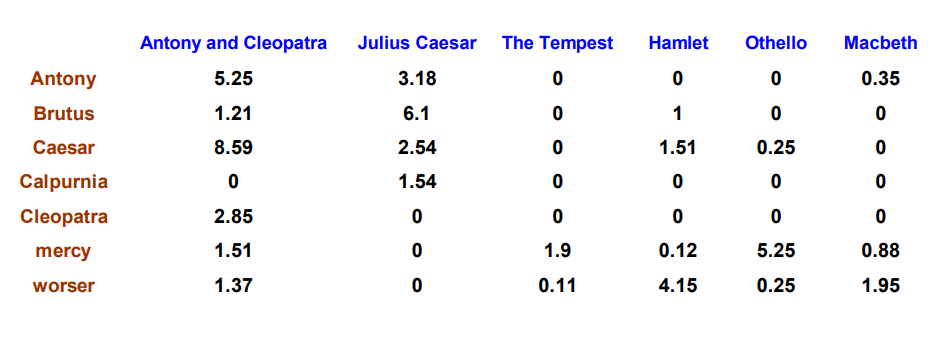 Antony and Cleopatra Julius Caesar The Tempest Hamlet Othello Macbeth
Antony 5.25 3.18 0 0 0 0.35
Brutus 1.21 6.1 0 1 0 0
Caesar 8.59 2.54 0 1.51 0.25 0
Calpurnia 0 1.54 0 0 0 0
Cleopatra 2.85 0 0 0 0 0
mercy 1.51 0 1.9 0.12 5.25 0.88
worser 1.37 0 0.11 4.15 0.25 1.95